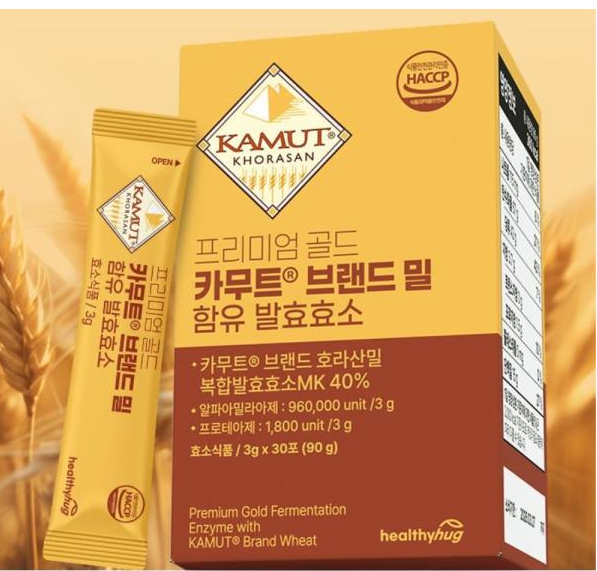 식품안전관리인증
HACCP
식품의약품안전처
KAMUT®
KHORASAN
프리미엄 골드
카무트® 브랜드 밀
함유 발효효소
• 카무트® 브랜드 호라산밀
복합발효효소MK 40%
• 알파아밀라아제 : 960,000 unit /3 g
• 프로테아제 : 1,800 unit /3 g
효소식품 / 3g x 30포 (90 g)
Premium Gold Fermentation
Enzyme with
KAMUT® Brand Wheat
healthyhug
OPEN ▶
KAMUT
KHORASAN
프리미엄 골드
카무트® 브랜드 밀
함유 발효효소
효소식품 / 3g
healthyhug
HACCP
영양정보